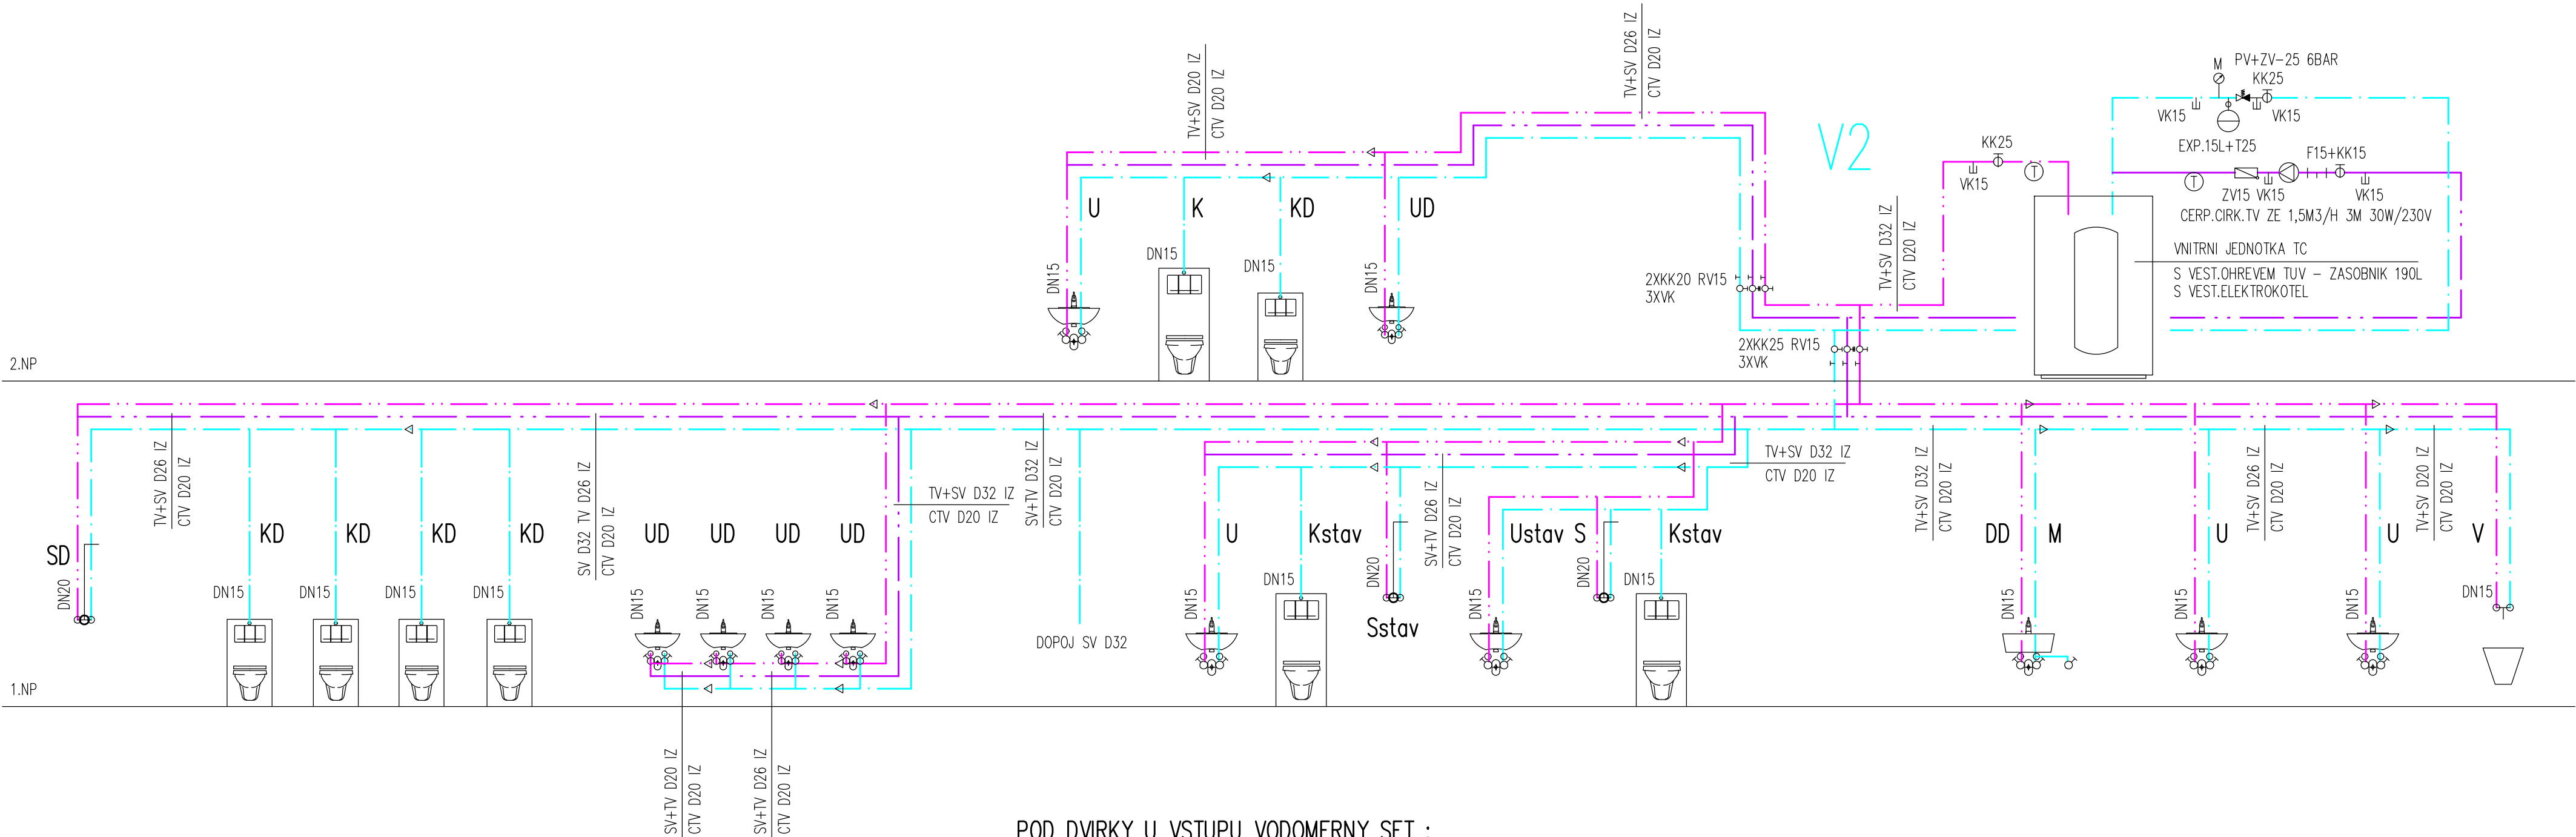 TV+SV D26 IZ
CTV D20 IZ
TV+SV D20 IZ
CTV D20 IZ
V2
M
PV+ZV-25 6BAR
KK25
VK15
VK15
EXP.15L+T25
KK25
VK15
T
T
F15+KK15
ZV15 VK15
VK15
CERP.CIRK.TV ZE 1,5M3/H 3M 30W/230V
VNITRNI JEDNOTKA TC
S VEST.OHREVEM TUV - ZASOBNIK 190L
S VEST.ELEKTROKOTEL
TV+SV D32 IZ
CTV D20 IZ
U
K
KD
UD
DN15
DN15
DN15
DN15
2XKK20 RV15
3XVK
2XKK25 RV15
3XVK
2.NP
TV+SV D26 IZ
CTV D20 IZ
SV D32 TV D26 IZ
CTV D20 IZ
TV+SV D32 IZ
CTV D20 IZ
SV+TV D32 IZ
CTV D20 IZ
SV+TV D26 IZ
CTV D20 IZ
TV+SV D32 IZ
CTV D20 IZ
TV+SV D32 IZ
CTV D20 IZ
TV+SV D26 IZ
CTV D20 IZ
TV+SV D20 IZ
CTV D20 IZ
SD
KD
KD
KD
KD
UD
UD
UD
UD
U
Kstav
Ustav S
Kstav
DD
M
U
U
V
DN20
DN15
DN15
DN15
DN15
DN15
DN15
DN15
DN15
DOPOJ SV D32
DN15
DN15
DN20
Sstav
DN15
DN20
DN15
DN15
DN15
DN15
DN15
1.NP
SV+TV D20 IZ
CTV D20 IZ
SV+TV D26 IZ
CTV D20 IZ
POD DVIRKY U VSTUPU VODOMERNY SET :